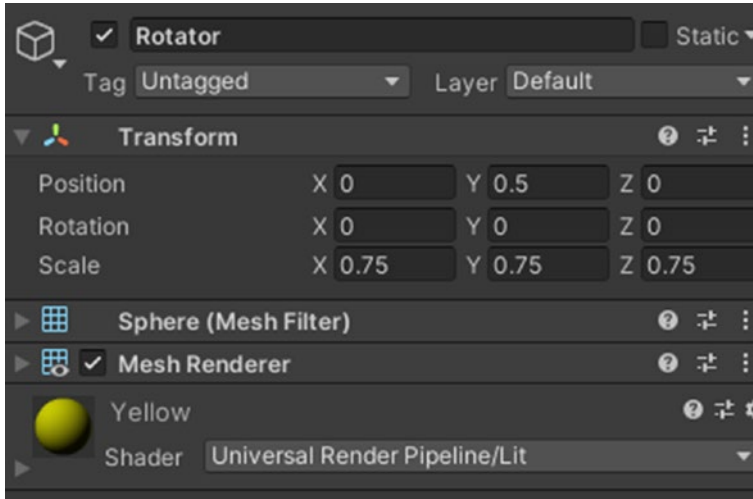 Rotator Static
Tag Untagged Layer Default
Transform
Position X 0 Y 0.5 Z 0
Rotation X 0 Y 0 Z 0
Scale X 0.75 Y 0.75 Z 0.75
Sphere (Mesh Filter)
Mesh Renderer
Yellow
Shader Universal Render Pipeline/Lit